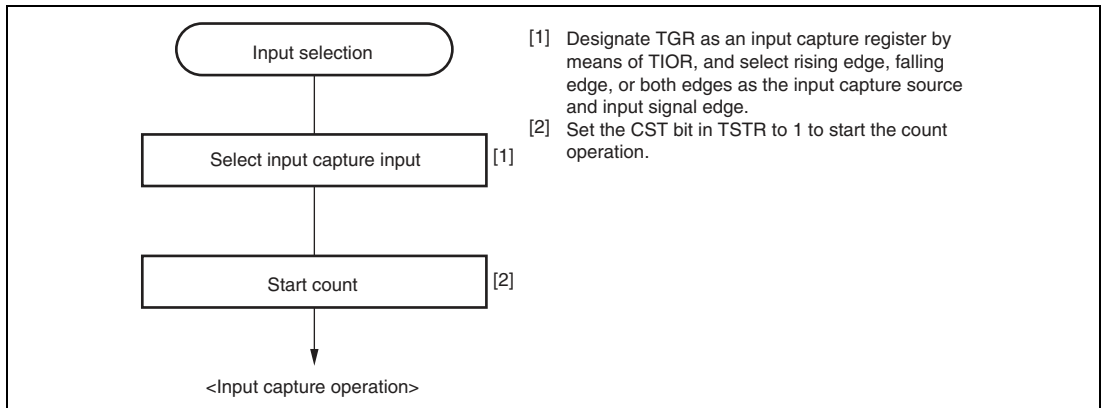 Input selection
Select input capture input
[1]
Start count
[2]
<Input capture operation>
[1] Designate TGR as an input capture register by
means of TIOR, and select rising edge, falling
edge, or both edges as the input capture source
and input signal edge.
[2] Set the CST bit in TSTR to 1 to start the count
operation.